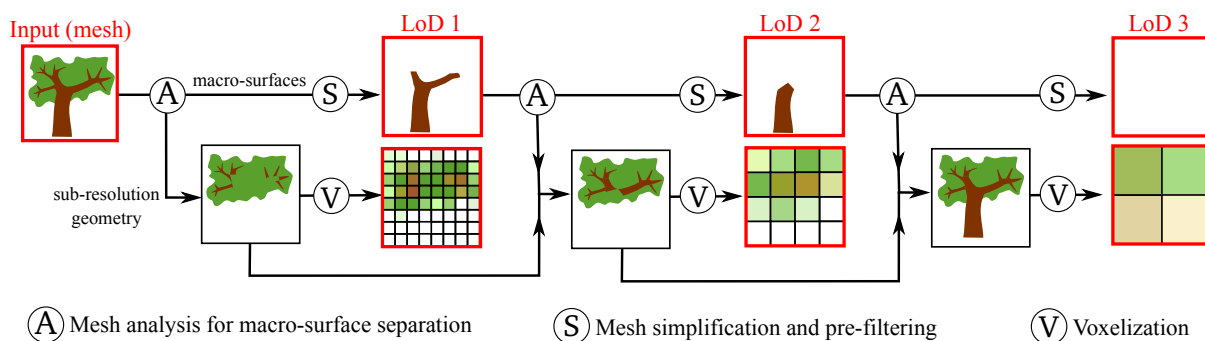 Input (mesh)
LoD 1
LoD 2
LoD 3
A
macro-surfaces
S
A
S
A
S
sub-resolution
geometry
V
V
V
A Mesh analysis for macro-surface separation
S Mesh simplification and pre-filtering
V Voxelization